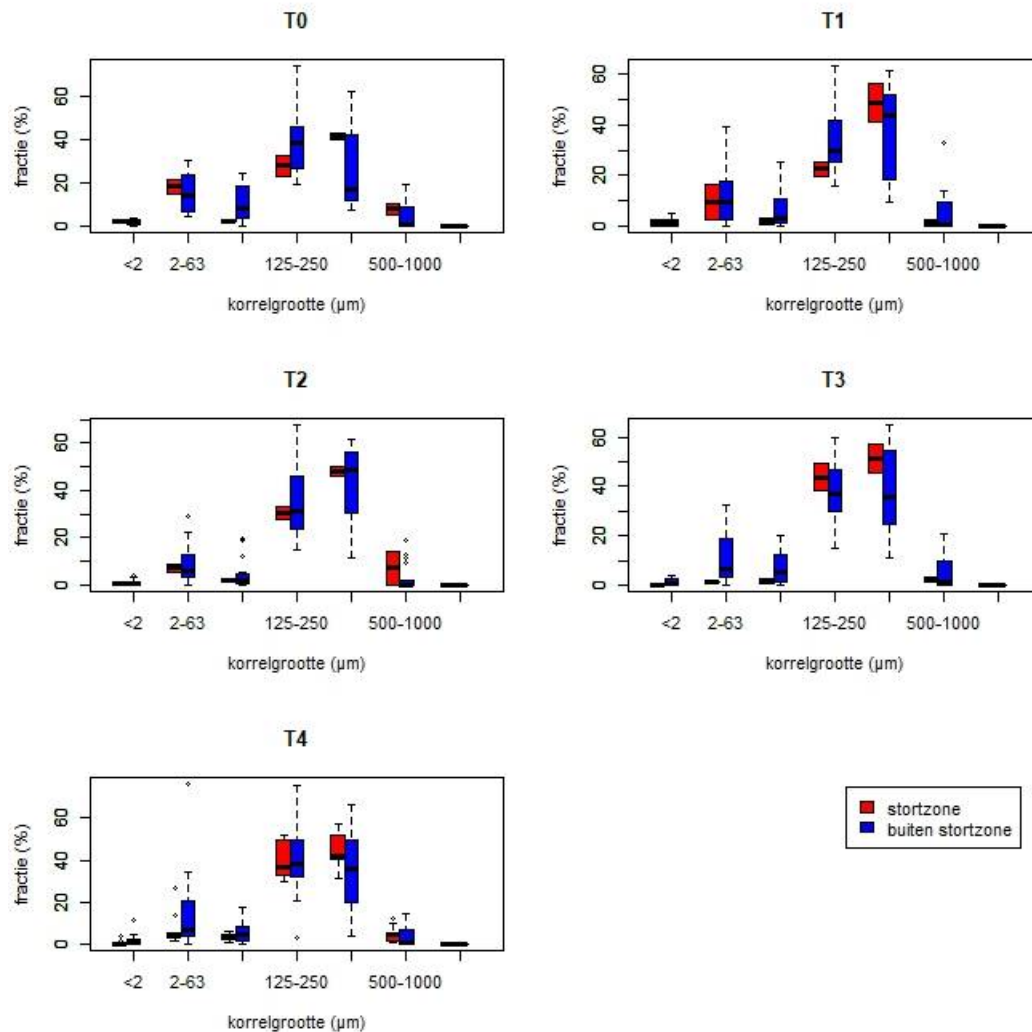 T0
fractie (%)
60
40
20
0
<2 2-63 125-250 500-1000
korrelgrootte (µm)
T1
fractie (%)
60
40
20
0
<2 2-63 125-250 500-1000
korrelgrootte (µm)
T2
fractie (%)
60
20
0
<2 2-63 125-250 500-1000
korrelgrootte (µm)
T3
fractie (%)
60
40
20
0
<2 2-63 125-250 500-1000
korrelgrootte (µm)
T4
fractie (%)
60
40
20
0
<2 2-63 125-250 500-1000
korrelgrootte (µm)
stortzone
buiten stortzone